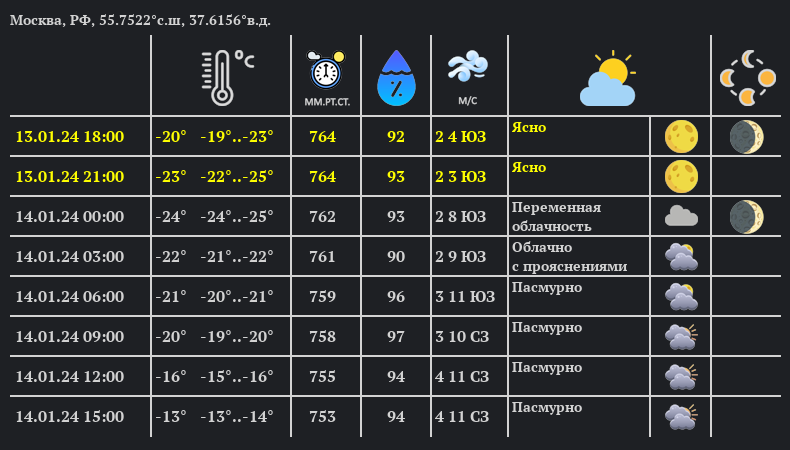 Москва, РФ, 55.7522°с.ш, 37.6156°в.д.
°C
ММ.РТ.СТ.
%
М/С
13.01.24 18:00 -20° -19°..-23° 764 92 2 4 ЮЗ Ясно
13.01.24 21:00 -23° -22°..-25° 764 93 2 3 ЮЗ Ясно
14.01.24 00:00 -24° -24°..-25° 762 93 2 8 ЮЗ Переменная
облачность
14.01.24 03:00 -22° -21°..-22° 761 90 2 9 ЮЗ Облачно
с прояснениями
14.01.24 06:00 -21° -20°..-21° 759 96 3 11 ЮЗ Пасмурно
14.01.24 09:00 -20° -19°..-20° 758 97 3 10 СЗ Пасмурно
14.01.24 12:00 -16° -15°..-16° 755 94 4 11 СЗ Пасмурно
14.01.24 15:00 -13° -13°..-14° 753 94 4 11 СЗ Пасмурно